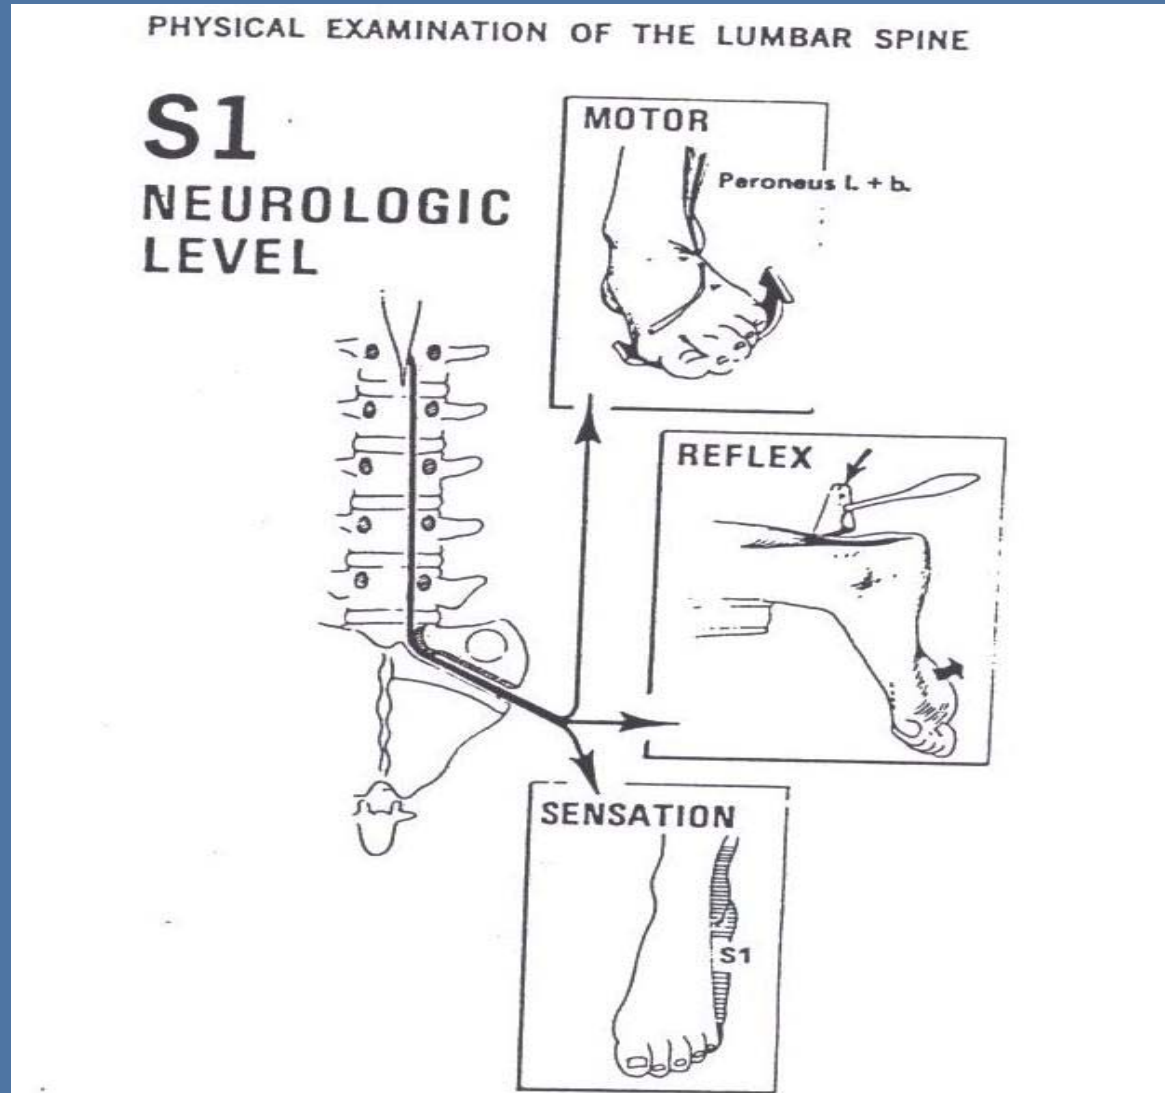 PHYSICAL EXAMINATION OF THE LUMBAR SPINE
S1
NEUROLOGIC
LEVEL
MOTOR
Peroneus l. + b.
REFLEX
SENSATION
S1